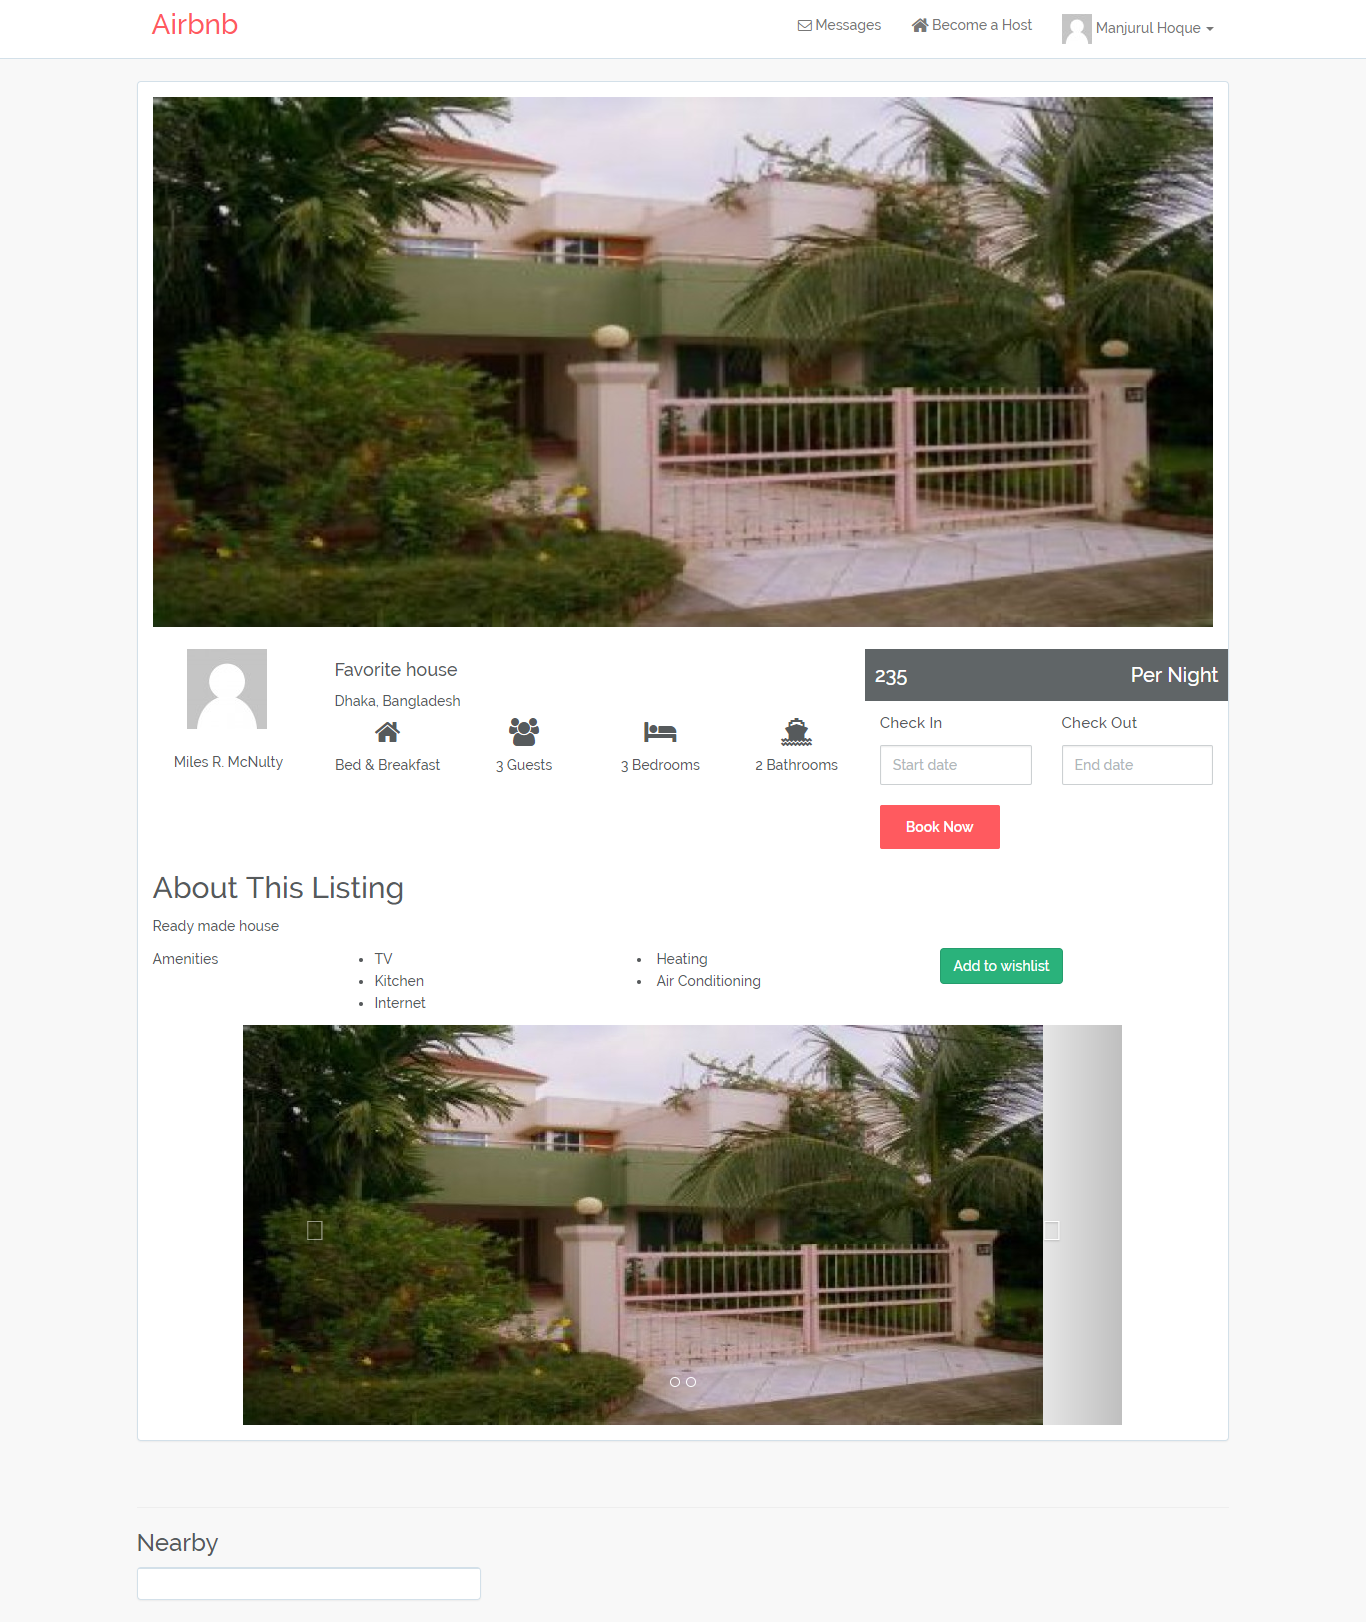 Airbnb
Messages
Become a Host
Manjurul Hoque
Favorite house
Dhaka, Bangladesh
Miles R. McNulty
Bed & Breakfast
3 Guests
3 Bedrooms
2 Bathrooms
235 Per Night
Check In
Check Out
Start date
End date
Book Now
About This Listing
Ready made house
Amenities
TV
Kitchen
Internet
Heating
Air Conditioning
Add to wishlist
Nearby